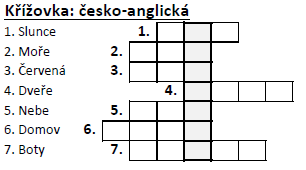 Křížovka: česko-anglická
1. Slunce 1.
2. Moře 2.
3. Červená 3.
4. Dveře 4.
5. Nebe 5.
6. Domov 6.
7. Boty 7.